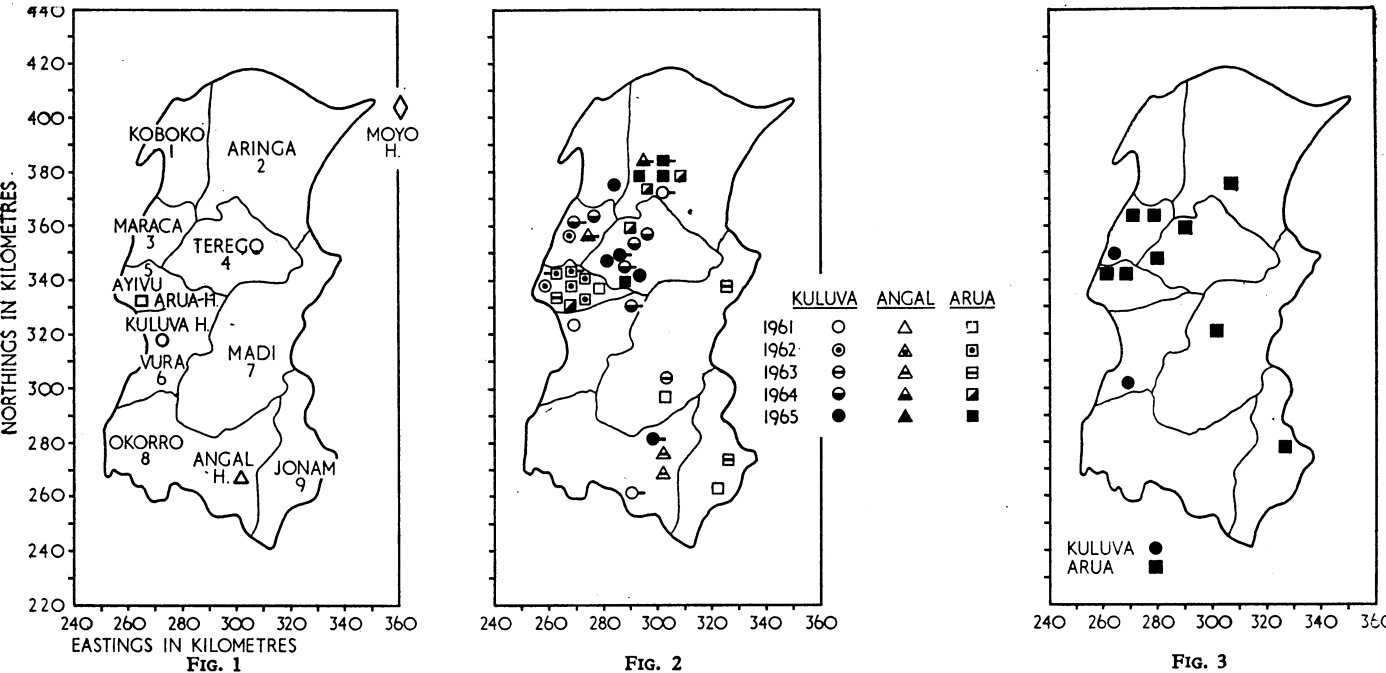 440
420
400
380
360
340
320
300
280
260
240
220
NORTHINGS IN KILOMETRES.
KOBOKO
1
ARINGA
2
MOYO
H.
MARACA
3
TEREGO
4
5
AYIVU
ARUA H.
KULUVA H.
VURA
6
MADI
7
OKORRO
8
ANGAL
H.
JONAM
9
240 260 280 300 320 340 360
EASTINGS IN KILOMETRES
FIG. 1
KULUVA ANGAL ARUA
1961
1962
1963
1964
1965
240 260 280 300 320 340 360
FIG. 2
KULUVA
ARUA
240 260 280 300 320 340 360
FIG. 3